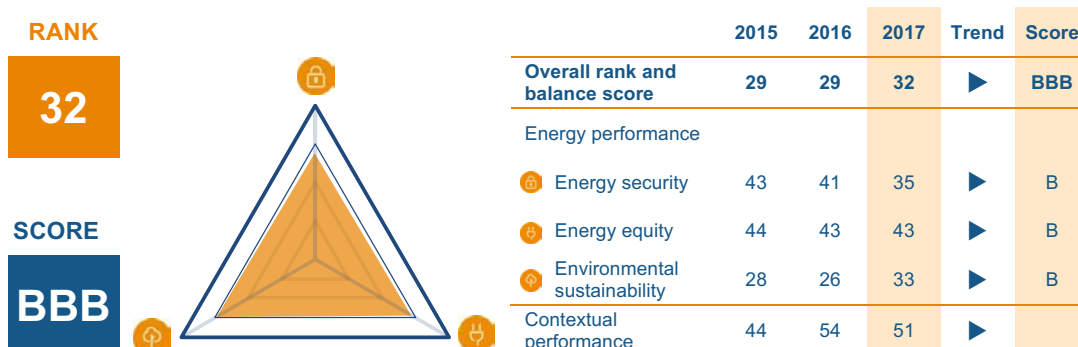 RANK
32
SCORE
BBB
2015 2016 2017 Trend Score
Overall rank and
balance score 29 29 32 BBB
Energy performance
Energy security 43 41 35 B
Energy equity 44 43 43 B
Environmental
sustainability 28 26 33 B
Contextual
performance 44 54 51